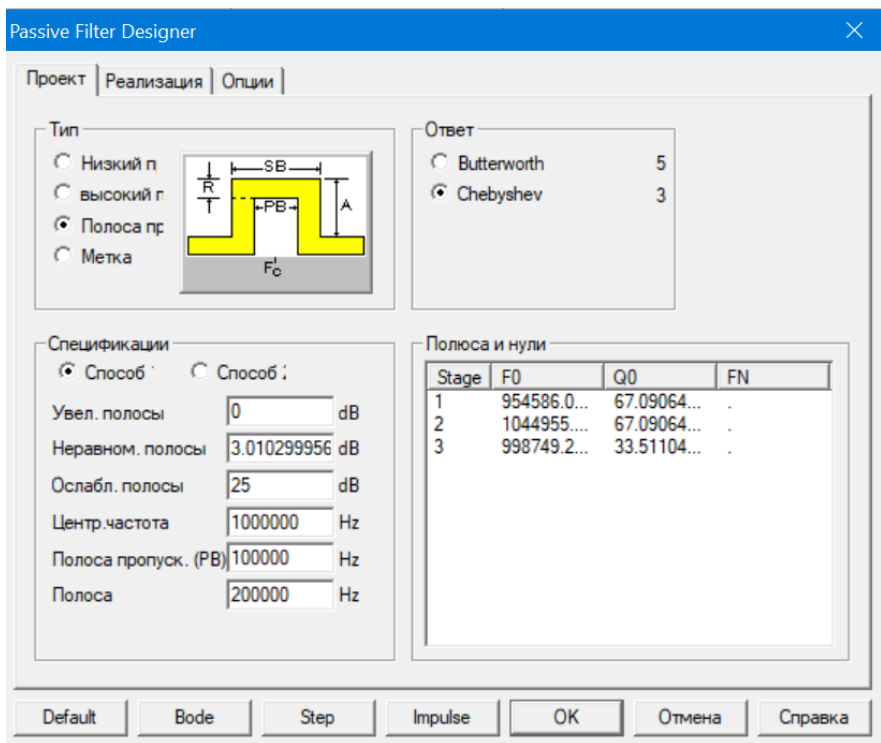 Passive Filter Designer
Проект Реализация Опции
Тип
Низкий п
высокий г
Полоса пр
Метка
SB
R
PB
A
Fc
Ответ
Butterworth 5
Chebyshev 3
Спецификации
Способ Способ
Увел. полосы 0 dB
Неравном. полосы 3.010299956 dB
Ослабл. полосы 25 dB
Центр.частота 1000000 Hz
Полоса пропуск. (PB) 100000 Hz
Полоса 200000 Hz
Полюса и нули
Stage F0 Q0 FN
1 954586.0... 67.09064... .
2 1044955.... 67.09064... .
3 998749.2... 33.51104... .
Default Bode Step Impulse OK Отмена Справка